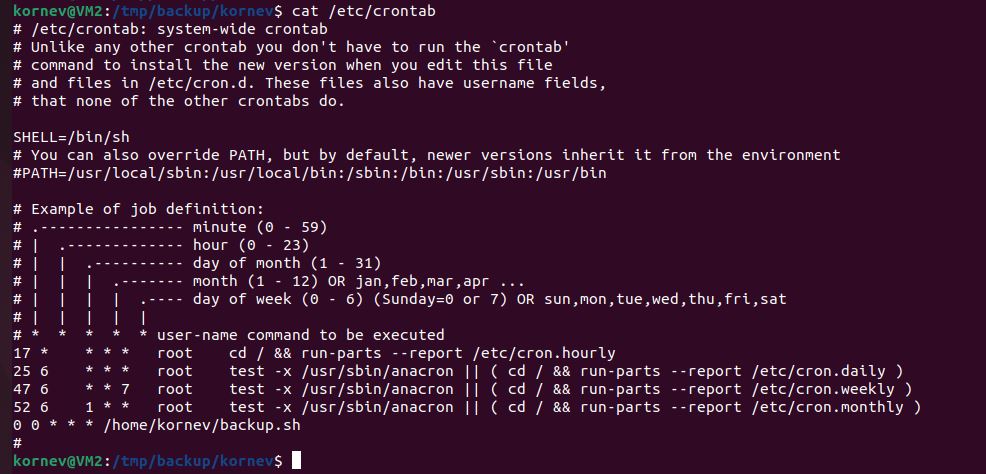 kornev@VM2:/tmp/backup/kornev$ cat /etc/crontab
# /etc/crontab: system-wide crontab
# Unlike any other crontab you don't have to run the `crontab'
# command to install the new version when you edit this file
# and files in /etc/cron.d. These files also have username fields,
# that none of the other crontabs do.

SHELL=/bin/sh
# You can also override PATH, but by default, newer versions inherit it from the environment
#PATH=/usr/local/sbin:/usr/local/bin:/sbin:/bin:/usr/sbin:/usr/bin

# Example of job definition:
# .---------------- minute (0 - 59)
# |  .------------- hour (0 - 23)
# |  |  .---------- day of month (1 - 31)
# |  |  |  .------- month (1 - 12) OR jan,feb,mar,apr ...
# |  |  |  |  .---- day of week (0 - 6) (Sunday=0 or 7) OR sun,mon,tue,wed,thu,fri,sat
# |  |  |  |  |
# *  *  *  *  * user-name command to be executed
17 *    * * *   root    cd / && run-parts --report /etc/cron.hourly
25 6    * * *   root    test -x /usr/sbin/anacron || ( cd / && run-parts --report /etc/cron.daily )
47 6    * * 7   root    test -x /usr/sbin/anacron || ( cd / && run-parts --report /etc/cron.weekly )
52 6    1 * *   root    test -x /usr/sbin/anacron || ( cd / && run-parts --report /etc/cron.monthly )
0 0 * * * /home/kornev/backup.sh
#
kornev@VM2:/tmp/backup/kornev$